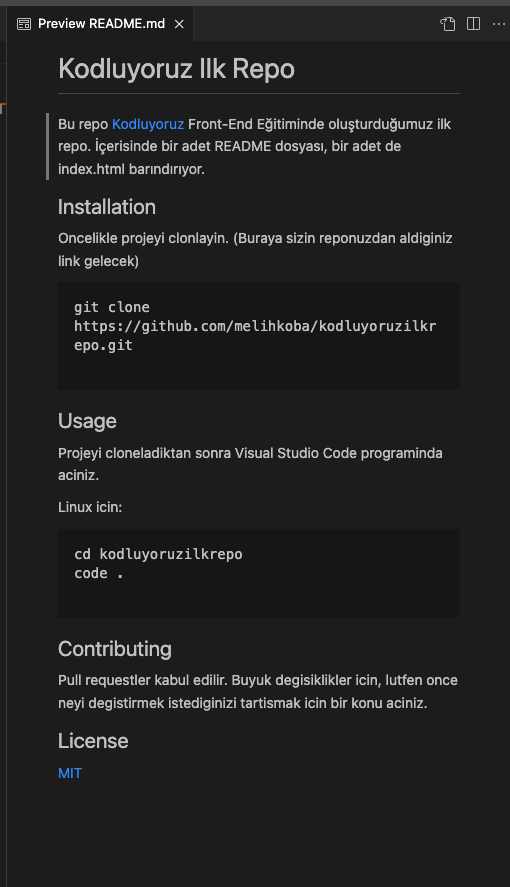 Preview README.md
Kodluyoruz Ilk Repo
Bu repo Kodluyoruz Front-End Eğitiminde oluşturduğumuz ilk
repo. İçerisinde bir adet README dosyası, bir adet de
index.html barındırıyor.
Installation
Oncelikle projeyi clonlayin. (Buraya sizin reponuzdan aldiginiz
link gelecek)
git clone
https://github.com/melihkoba/kodluyoruzilkr
epo.git
Usage
Projeyi cloneladiktan sonra Visual Studio Code programinda
aciniz.
Linux icin:
cd kodluyoruzilkrepo
code .
Contributing
Pull requestler kabul edilir. Buyuk degisiklikler icin, lutfen once
neyi degistirmek istediginizi tartismak icin bir konu aciniz.
License
MIT